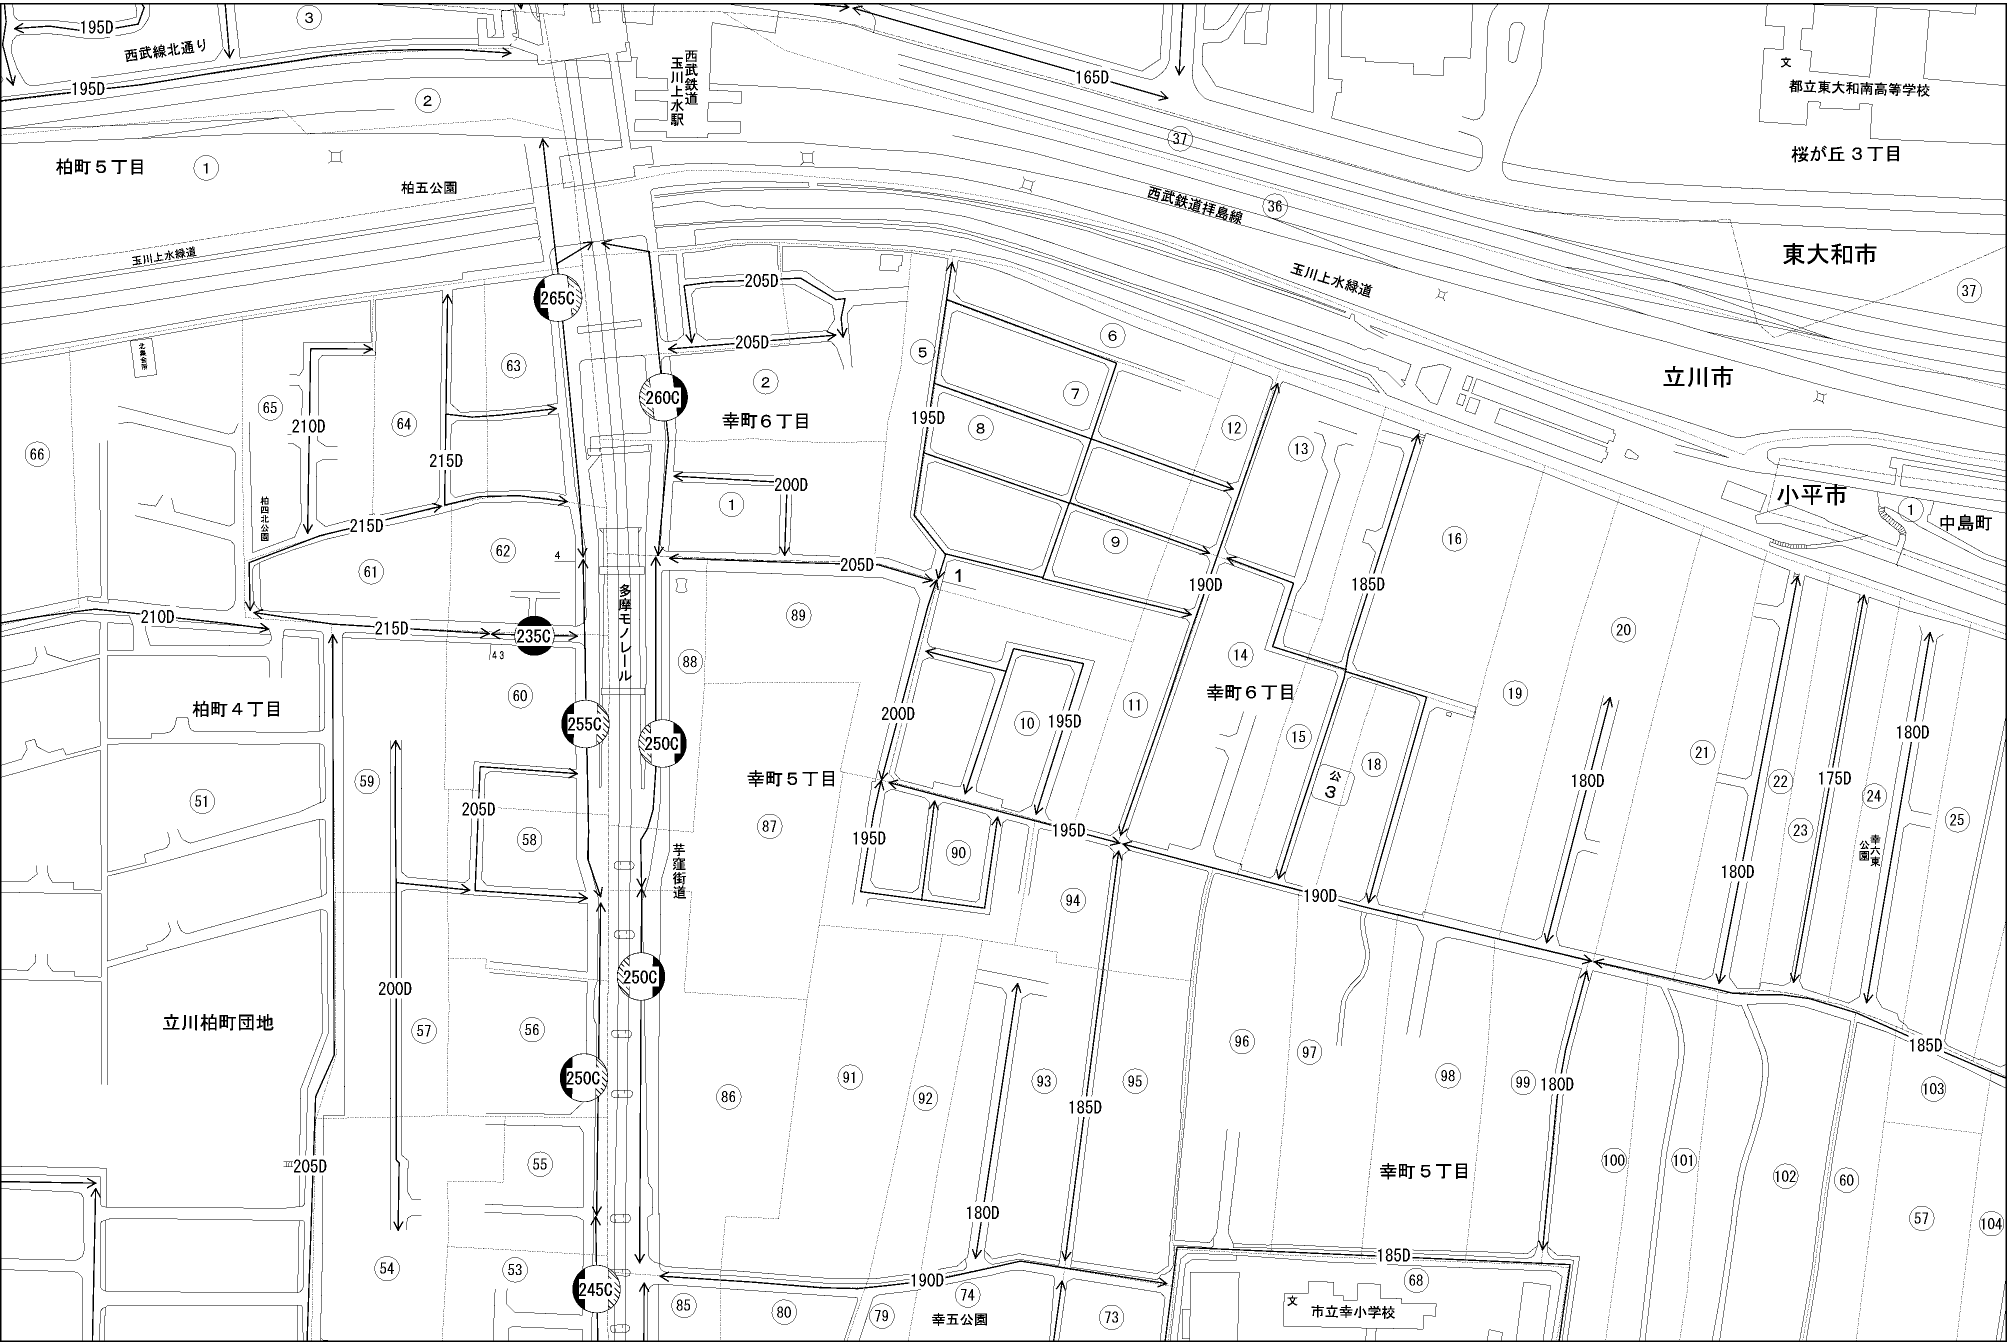 195D
③
西武線北通り
195D
②
西武鉄道
玉川上水駅
165D
㊲
文
都立東大和南高等学校
桜が丘3丁目
柏町5丁目
①
柏五公園
玉川上水緑道
西武鉄道拝島線
㊱
東大和市
㊲
玉川上水緑道
立川市
265C
205D
205D
260C
②
幸町6丁目
⑤
⑥
⑦
⑧
195D
⑫
⑬
63
65
64
66
210D
215D
柏四北公園
215D
200D
①
62
61
4
205D
1
⑨
190D
185D
⑯
小平市
①
中島町
210D
215D
235C
43
多摩モノレール
89
88
60
柏町4丁目
255C
250C
200D
⑩
195D
⑪
⑭
幸町6丁目
⑮
公
3
⑱
⑲
⑳
180D
㉑
㉒
175D
㉓
㉔
180D
㉕
幸六東
公園
180D
51
59
205D
58
幸町5丁目
87
芋窪街道
195D
90
195D
94
190D
200D
立川柏町団地
57
56
250C
250C
86
91
92
93
95
185D
96
97
98
99
180D
185D
103
100
101
102
60
57
104
幸町5丁目
205D
55
54
53
245C
180D
190D
85
80
79
74
幸五公園
73
185D
68
文
市立幸小学校